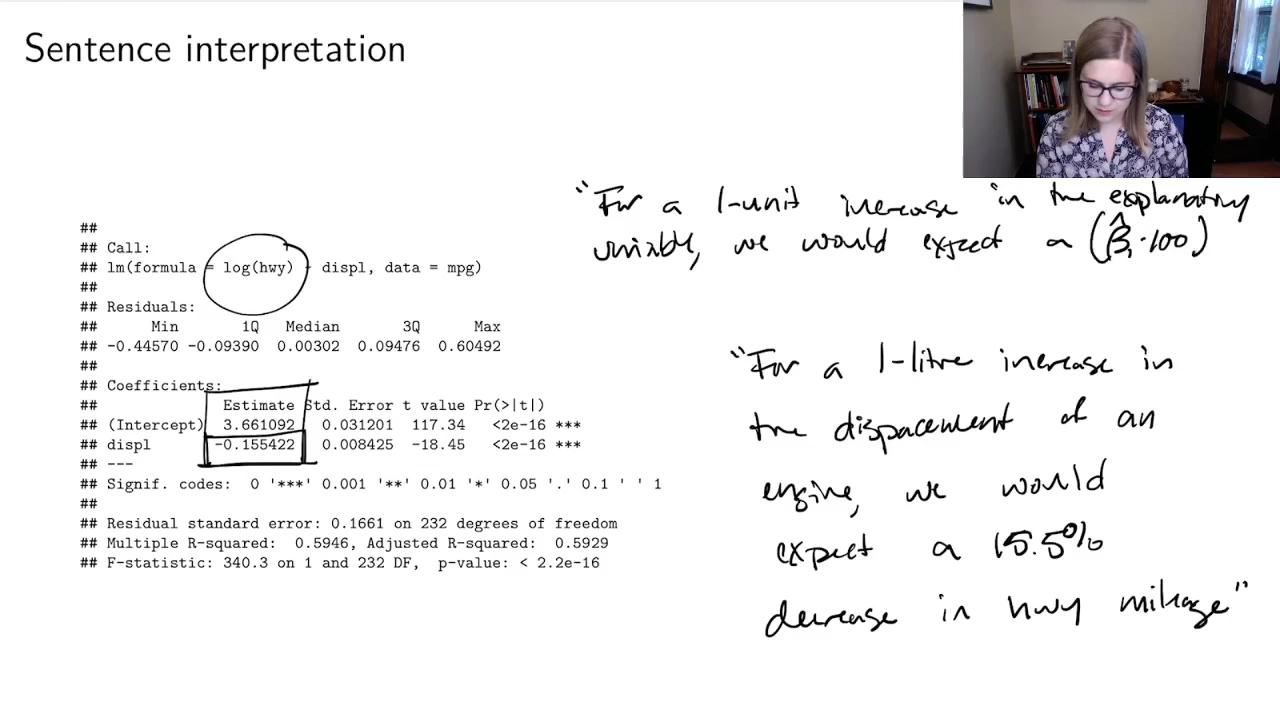 Sentence interpretation
"For a 1-unit increase in the explanatory
variable, we would expect a (β̂₁·100)
##
## Call:
## lm(formula = log(hwy) ~ displ, data = mpg)
##
## Residuals:
##      Min       1Q   Median       3Q      Max
## -0.44570 -0.09390  0.00302  0.09476  0.60492
##
## Coefficients:
##             Estimate Std. Error t value Pr(>|t|)
## (Intercept)  3.661092   0.031201  117.34   <2e-16 ***
## displ       -0.155422   0.008425  -18.45   <2e-16 ***
## ---
## Signif. codes:  0 '***' 0.001 '**' 0.01 '*' 0.05 '.' 0.1 ' ' 1
##
## Residual standard error: 0.1661 on 232 degrees of freedom
## Multiple R-squared:  0.5946, Adjusted R-squared:  0.5929
## F-statistic: 340.3 on 1 and 232 DF,  p-value: < 2.2e-16
"For a 1-litre increase in
the dispacement of an
engine, we would
expect a 15.5%
decrease in hwy mileage"